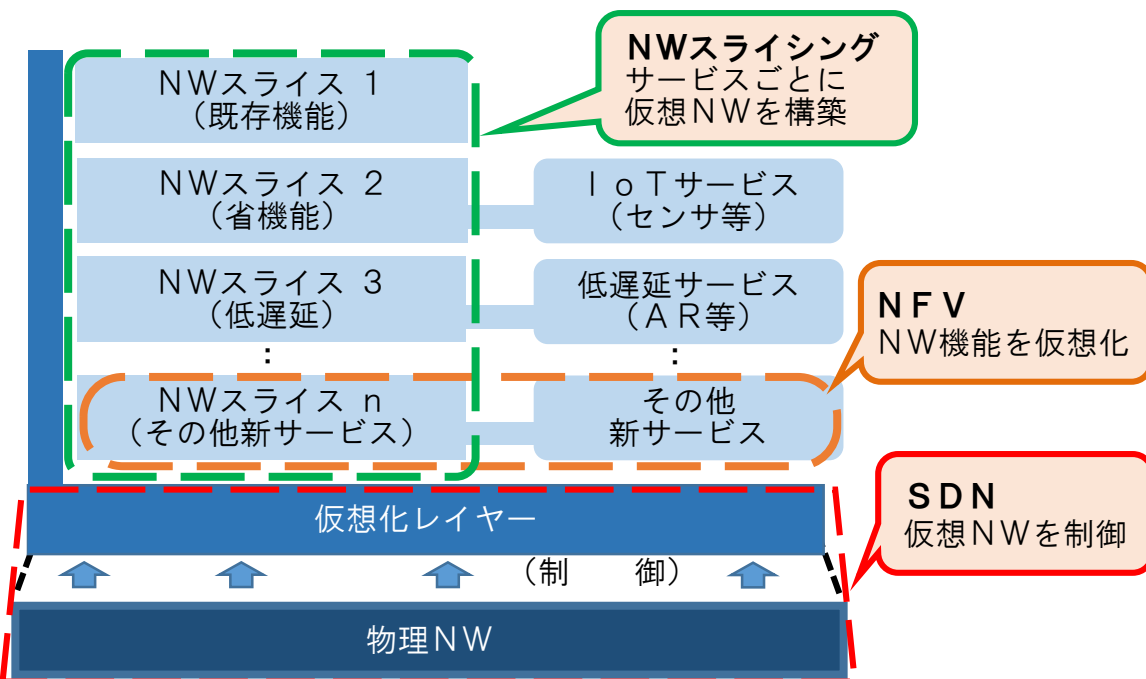 NWスライシング
サービスごとに
仮想NWを構築
NWスライス 1
（既存機能）
NWスライス 2
（省機能）
IoTサービス
（センサ等）
NWスライス 3
（低遅延）
低遅延サービス
（AR等）
：
：
NFV
NW機能を仮想化
NWスライス n
（その他新サービス）
その他
新サービス
SDN
仮想NWを制御
仮想化レイヤー
（制　御）
物理NW